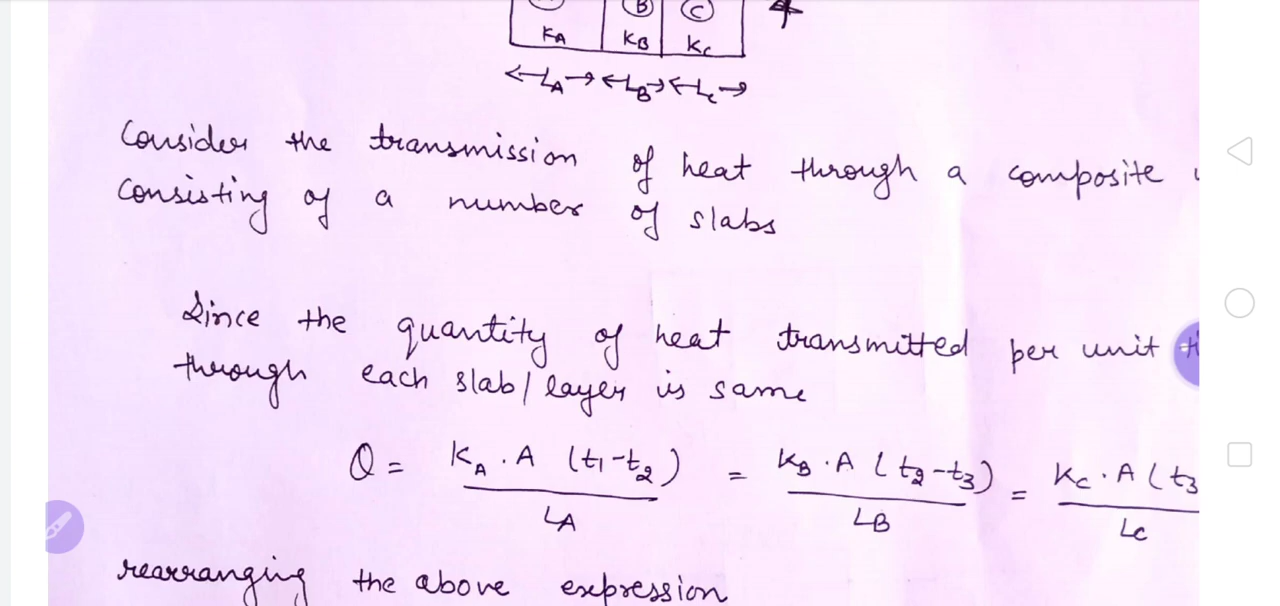 B C
KA KB Kc
LA LB Lc
Consider the transmission of heat through a composite
consisting of a number of slabs
Since the quantity of heat transmitted per unit
through each slab/layer is same
Q = KA . A (t1-t2) / LA = KB . A (t2-t3) / LB = Kc . A (t3 / Lc
rearranging the above expression